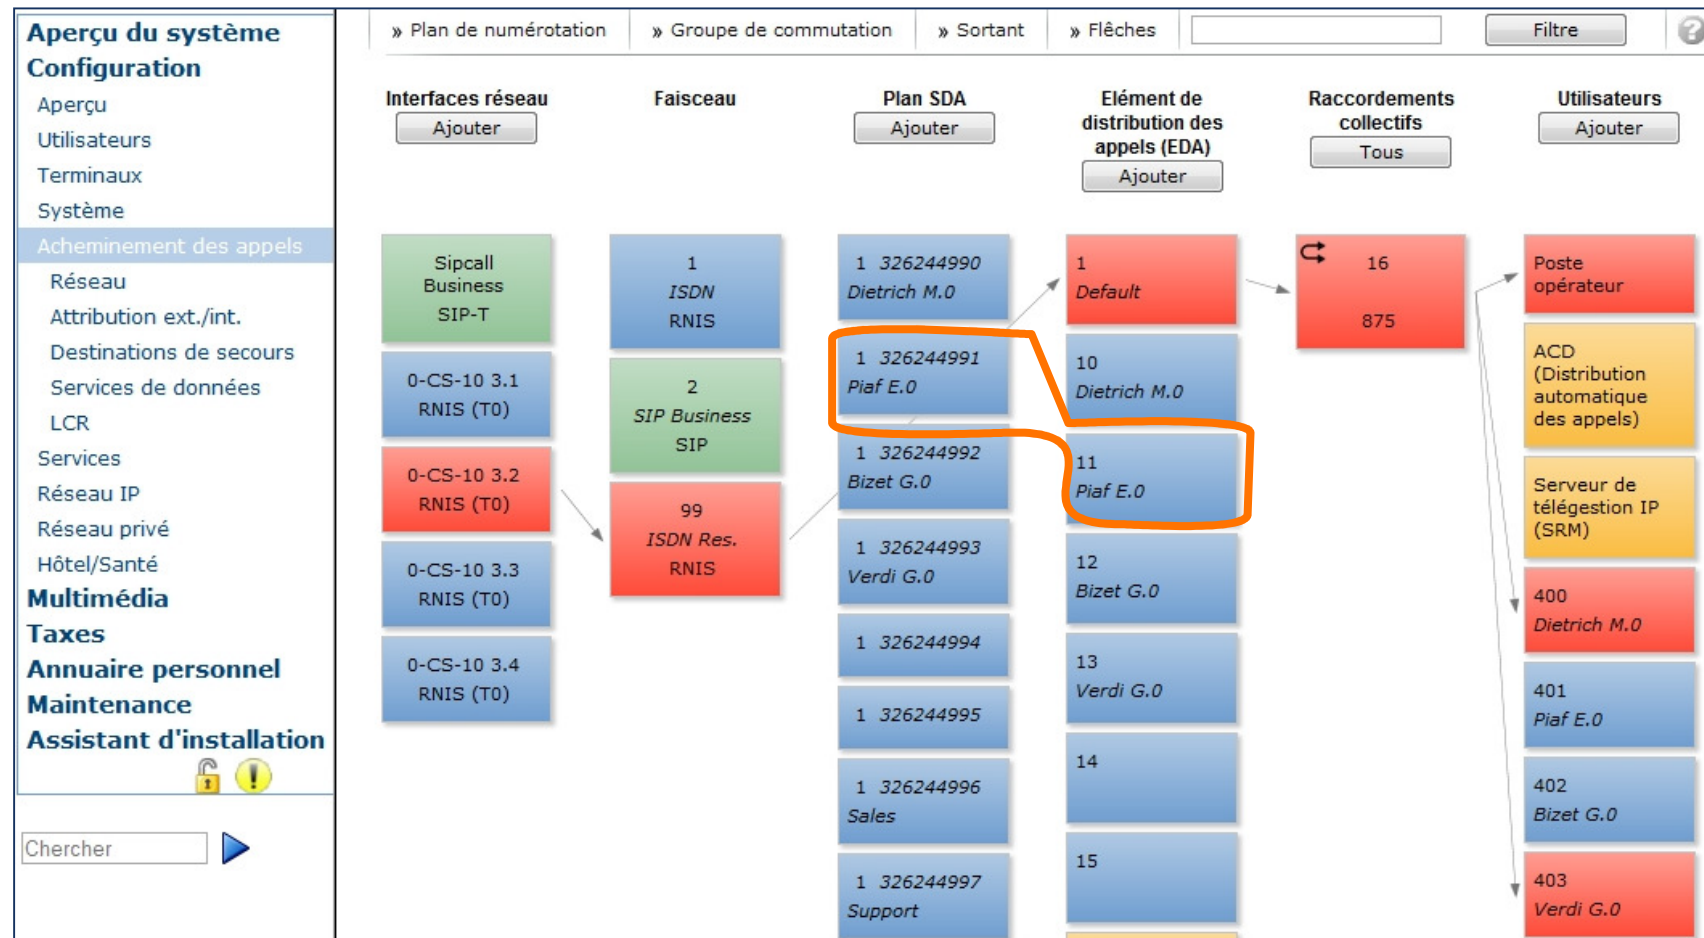 Aperçu du système
Configuration
Aperçu
Utilisateurs
Terminaux
Système
Acheminement des appels
Réseau
Attribution ext./int.
Destinations de secours
Services de données
LCR
Services
Réseau IP
Réseau privé
Hôtel/Santé
Multimédia
Taxes
Annuaire personnel
Maintenance
Assistant d'installation
Chercher
» Plan de numérotation
» Groupe de commutation
» Sortant
» Flêches
Filtre
?
Interfaces réseau
Ajouter
Sipcall
Business
SIP-T
0-CS-10 3.1
RNIS (T0)
0-CS-10 3.2
RNIS (T0)
0-CS-10 3.3
RNIS (T0)
0-CS-10 3.4
RNIS (T0)
Faisceau
1
ISDN
RNIS
2
SIP Business
SIP
99
ISDN Res.
RNIS
Plan SDA
Ajouter
1 326244990
Dietrich M.0
1 326244991
Piaf E.0
1 326244992
Bizet G.0
1 326244993
Verdi G.0
1 326244994
1 326244995
1 326244996
Sales
1 326244997
Support
Elément de
distribution des
appels (EDA)
Ajouter
1
Default
10
Dietrich M.0
11
Piaf E.0
12
Bizet G.0
13
Verdi G.0
14
15
Raccordements
collectifs
Tous
16
875
Utilisateurs
Ajouter
Poste
opérateur
ACD
(Distribution
automatique
des appels)
Serveur de
télégestion IP
(SRM)
400
Dietrich M.0
401
Piaf E.0
402
Bizet G.0
403
Verdi G.0